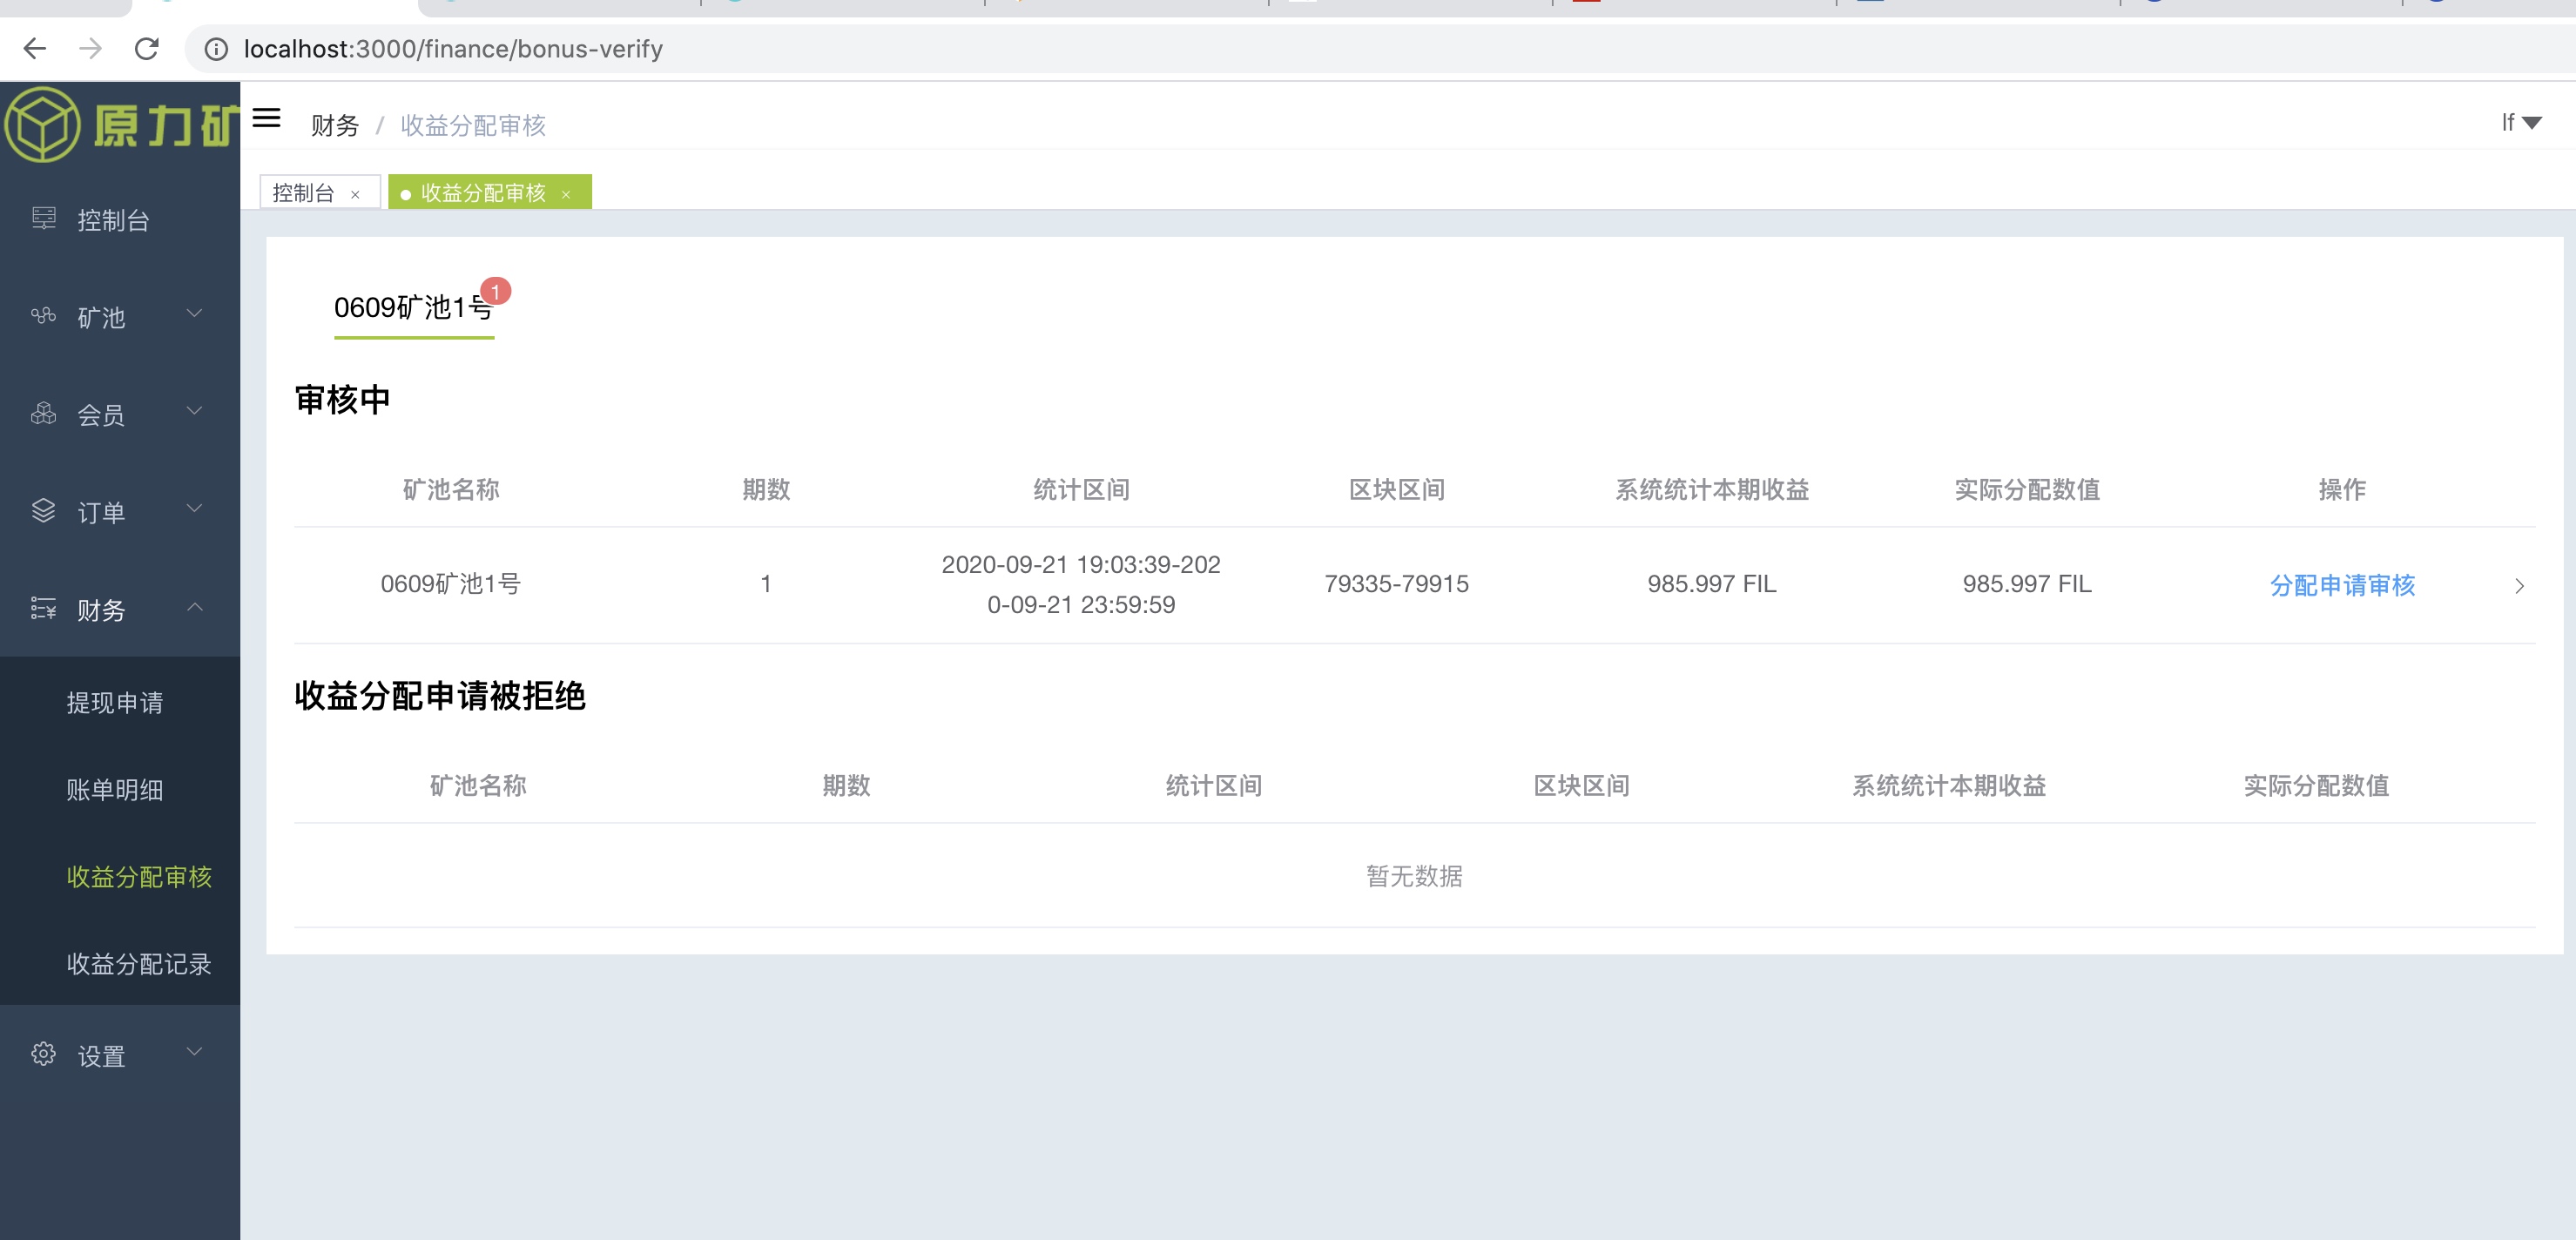 localhost:3000/finance/bonus-verify
原力矿
财务 / 收益分配审核
lf
控制台 ×
收益分配审核 ×
控制台
矿池
会员
订单
财务
提现申请
账单明细
收益分配审核
收益分配记录
设置
0609矿池1号
1
审核中
矿池名称 期数 统计区间 区块区间 系统统计本期收益 实际分配数值 操作
0609矿池1号 1 2020-09-21 19:03:39-202 79335-79915 985.997 FIL 985.997 FIL 分配申请审核
0-09-21 23:59:59
收益分配申请被拒绝
矿池名称 期数 统计区间 区块区间 系统统计本期收益 实际分配数值
暂无数据